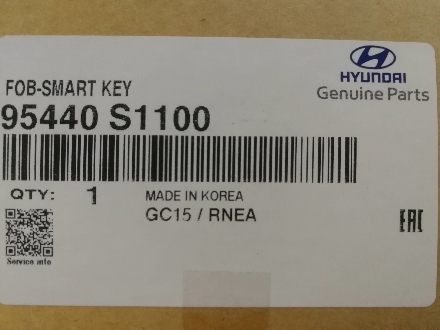 HYUNDAI
Genuine Parts
FOB-SMART KEY
95440 S1100
QTY: 1
MADE IN KOREA
GC15 / RNEA
Service info
EAC